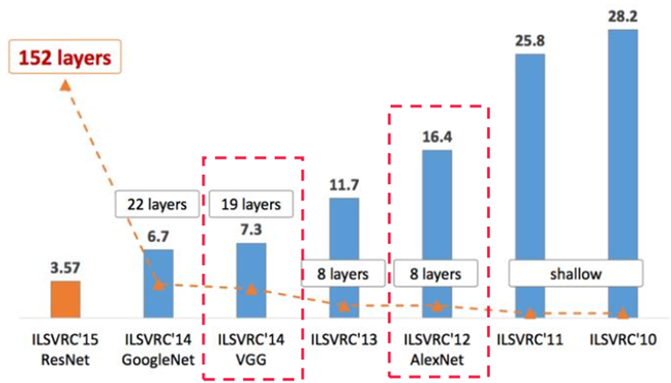 28.2
25.8
152 layers
16.4
11.7
22 layers
19 layers
6.7
7.3
3.57
8 layers
8 layers
shallow
ILSVRC'15
ResNet
ILSVRC'14
GoogleNet
ILSVRC'14
VGG
ILSVRC'13
ILSVRC'12
AlexNet
ILSVRC'11
ILSVRC'10